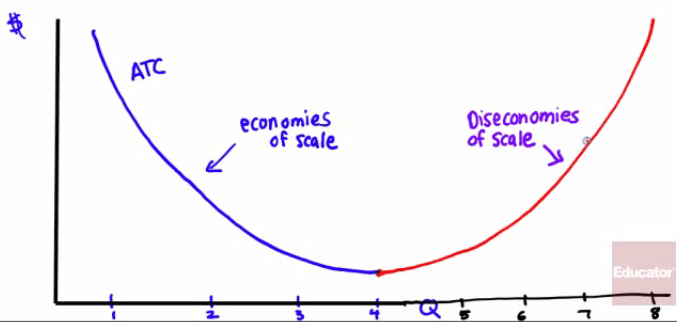 $
ATC
economies
of scale
Diseconomies
of scale
Educator
1 2 3 4 Q 5 6 7 8